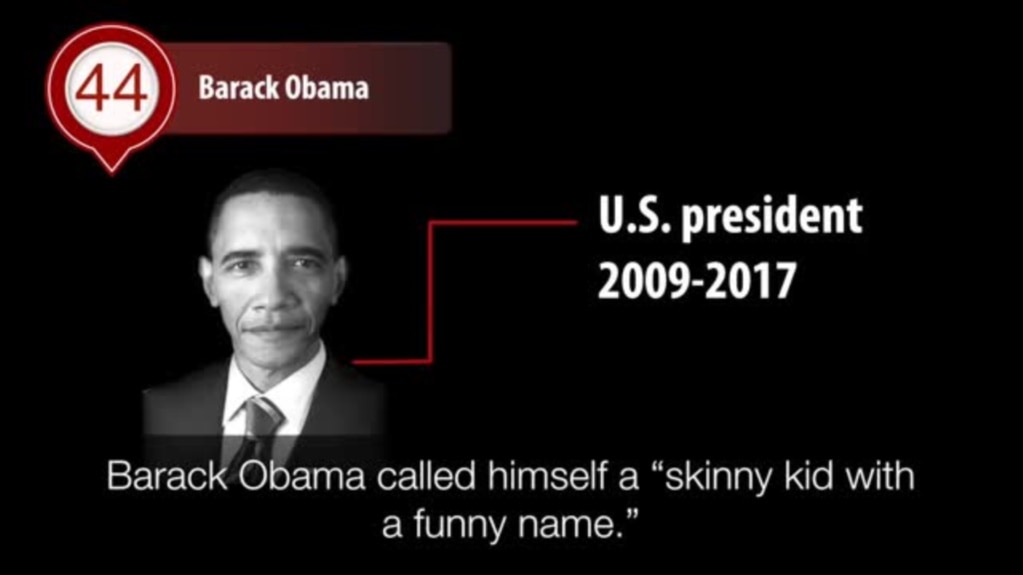 44
Barack Obama
U.S. president
2009-2017
Barack Obama called himself a “skinny kid with
a funny name.”